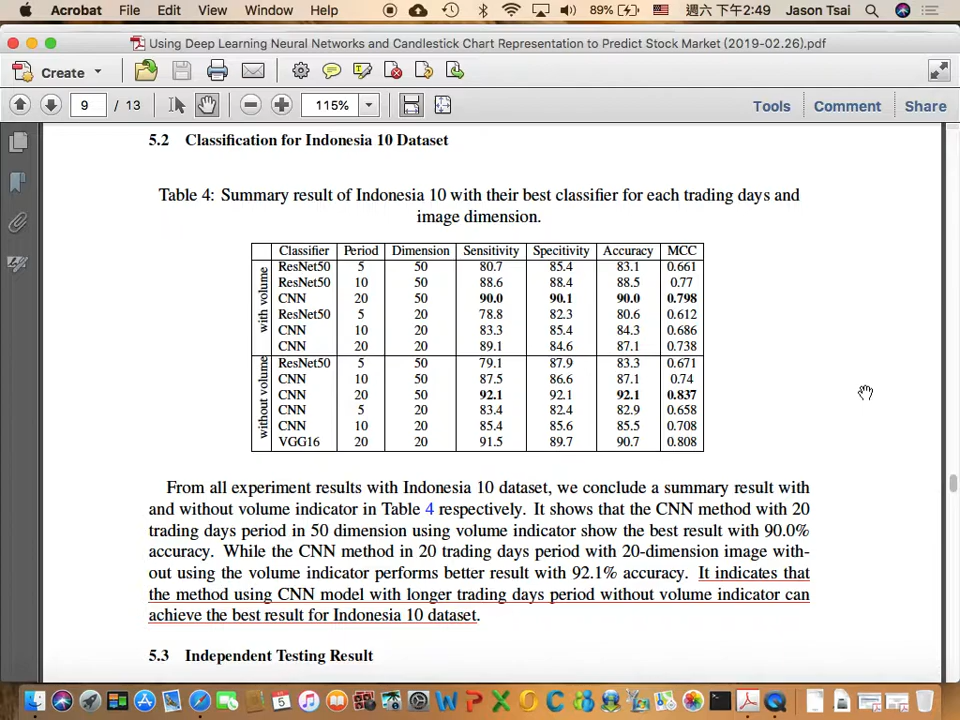 Acrobat File Edit View Window Help 89% 週六 下午2:49 Jason Tsai
Using Deep Learning Neural Networks and Candlestick Chart Representation to Predict Stock Market (2019-02-26).pdf
Create
9 / 13 115% Tools Comment Share
5.2 Classification for Indonesia 10 Dataset
Table 4: Summary result of Indonesia 10 with their best classifier for each trading days and
image dimension.
Classifier Period Dimension Sensitivity Specitivity Accuracy MCC
with volume
ResNet50 5 50 80.7 85.4 83.1 0.661
ResNet50 10 50 88.6 88.4 88.5 0.77
CNN 20 50 90.0 90.1 90.0 0.798
ResNet50 5 20 78.8 82.3 80.6 0.612
CNN 10 20 83.3 85.4 84.3 0.686
CNN 20 20 89.1 84.6 87.1 0.738
without volume
ResNet50 5 50 79.1 87.9 83.3 0.671
CNN 10 50 87.5 86.6 87.1 0.74
CNN 20 50 92.1 92.1 92.1 0.837
CNN 5 20 83.4 82.4 82.9 0.658
CNN 10 20 85.4 85.6 85.5 0.708
VGG16 20 20 91.5 89.7 90.7 0.808
From all experiment results with Indonesia 10 dataset, we conclude a summary result with
and without volume indicator in Table 4 respectively. It shows that the CNN method with 20
trading days period in 50 dimension using volume indicator show the best result with 90.0%
accuracy. While the CNN method in 20 trading days period with 20-dimension image with-
out using the volume indicator performs better result with 92.1% accuracy. It indicates that
the method using CNN model with longer trading days period without volume indicator can
achieve the best result for Indonesia 10 dataset.
5.3 Independent Testing Result